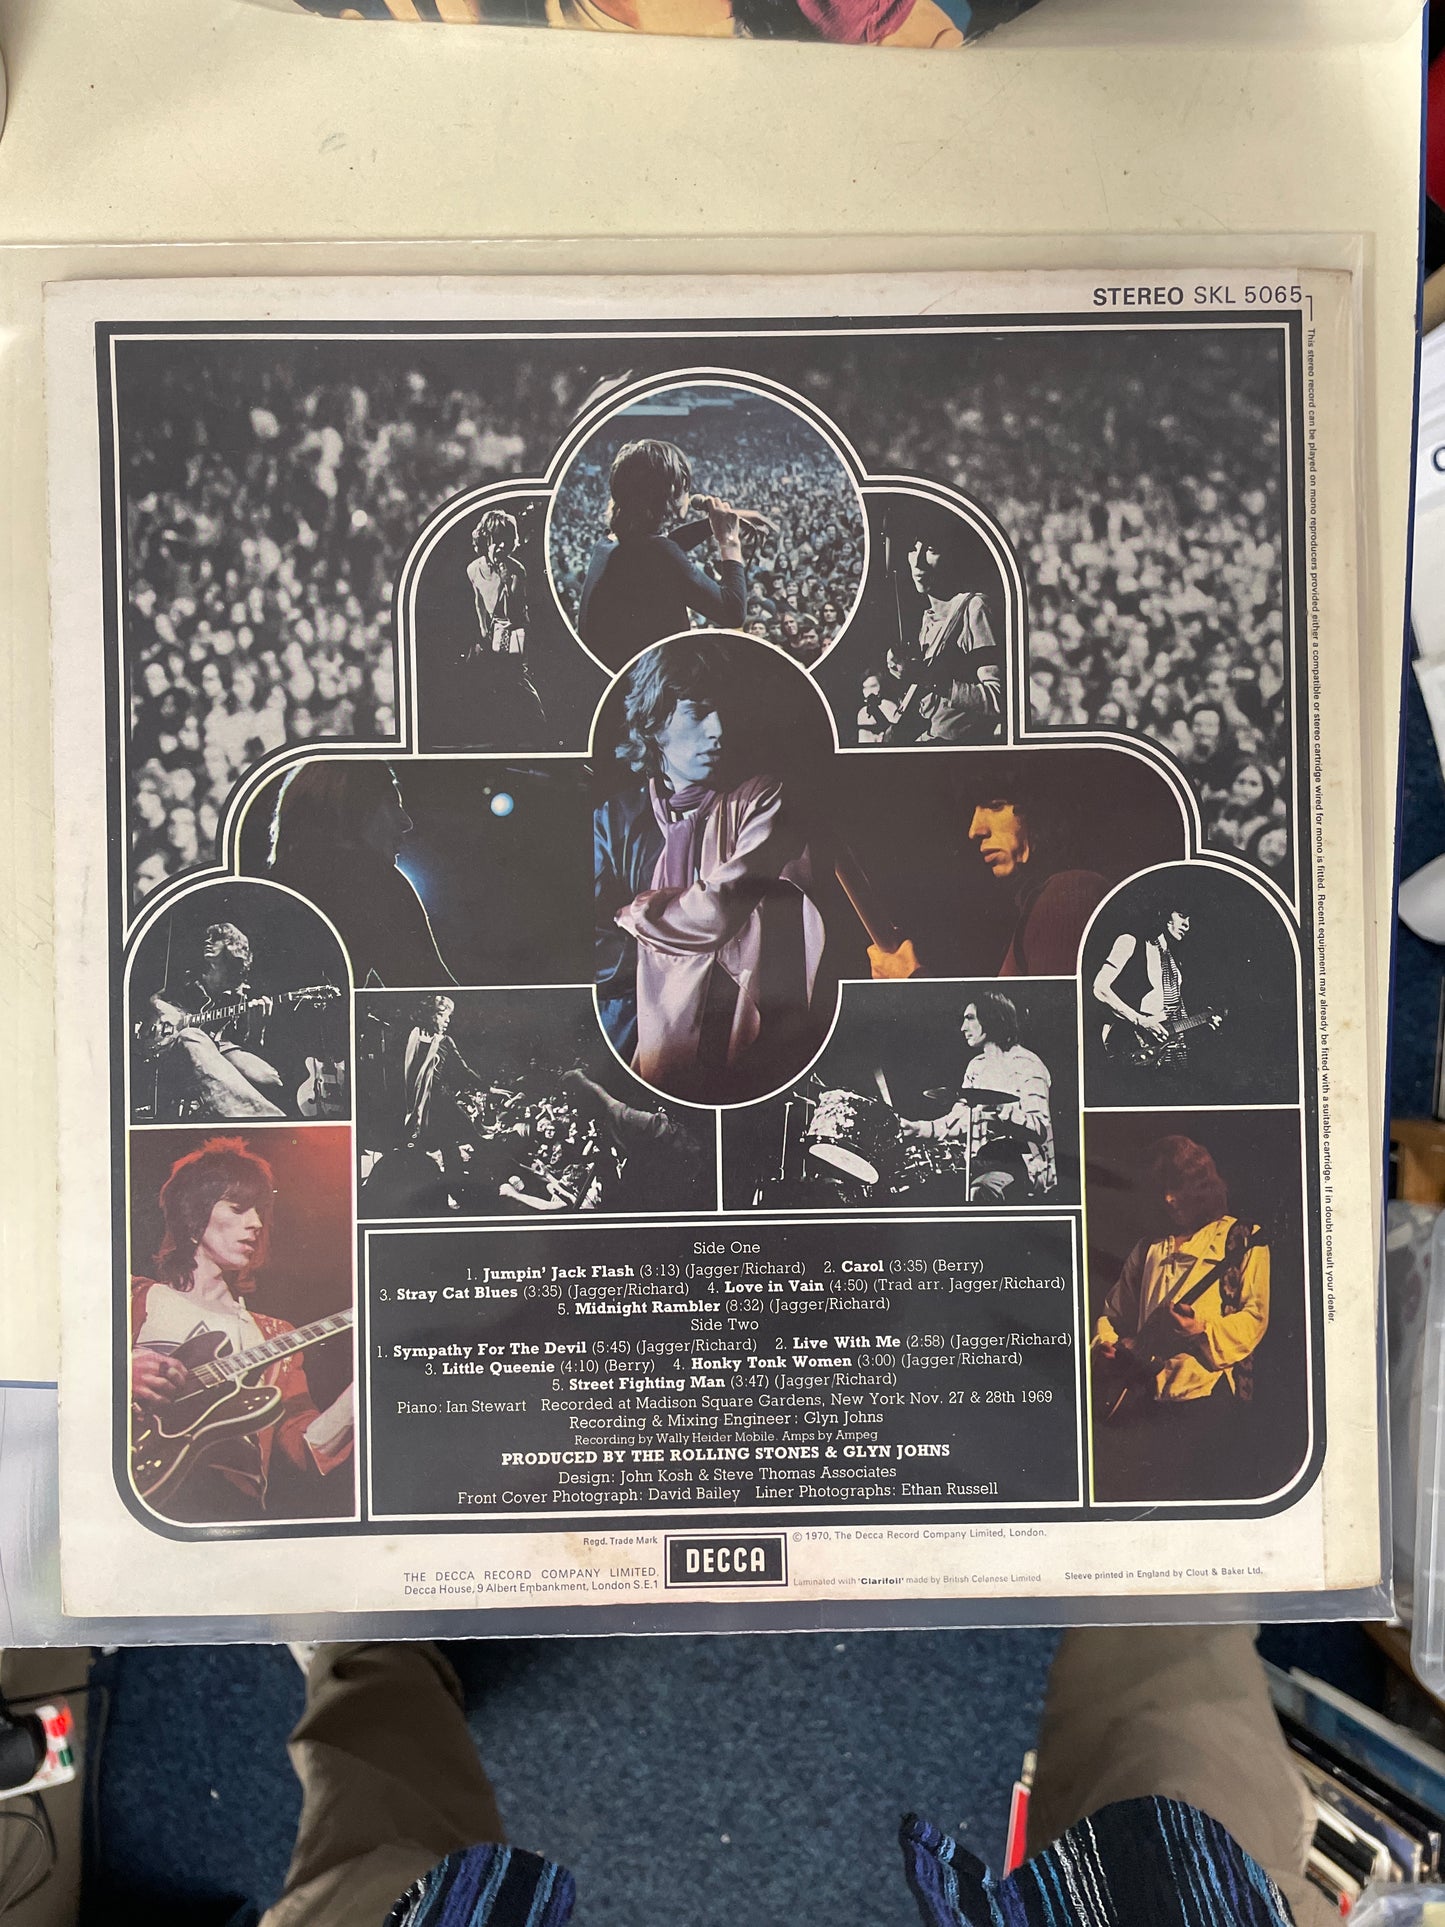 STEREO SKL 5065
This stereo record can be played on mono reproducers provided either a compatible or stereo cartridge wired for mono is fitted. Recent equipment may already be fitted with a suitable cartridge. If in doubt consult your dealer.
Side One
1. Jumpin' Jack Flash (3:13) (Jagger/Richard) 2. Carol (3:35) (Berry)
3. Stray Cat Blues (3:35) (Jagger/Richard) 4. Love in Vain (4:50) (Trad arr. Jagger/Richard)
5. Midnight Rambler (8:32) (Jagger/Richard)
Side Two
1. Sympathy For The Devil (5:45) (Jagger/Richard) 2. Live With Me (2:58) (Jagger/Richard)
3. Little Queenie (4:10) (Berry) 4. Honky Tonk Women (3:00) (Jagger/Richard)
5. Street Fighting Man (3:47) (Jagger/Richard)
Piano: Ian Stewart Recorded at Madison Square Gardens, New York Nov. 27 & 28th 1969
Recording & Mixing Engineer: Glyn Johns
Recording by Wally Heider Mobile. Amps by Ampeg
PRODUCED BY THE ROLLING STONES & GLYN JOHNS
Design: John Kosh & Steve Thomas Associates
Front Cover Photograph: David Bailey Liner Photographs: Ethan Russell
Regd. Trade Mark
DECCA
© 1970, The Decca Record Company Limited, London.
THE DECCA RECORD COMPANY LIMITED.
Decca House, 9 Albert Embankment, London S.E.1
Laminated with 'Clarifoil' made by British Celanese Limited
Sleeve printed in England by Clout & Baker Ltd.